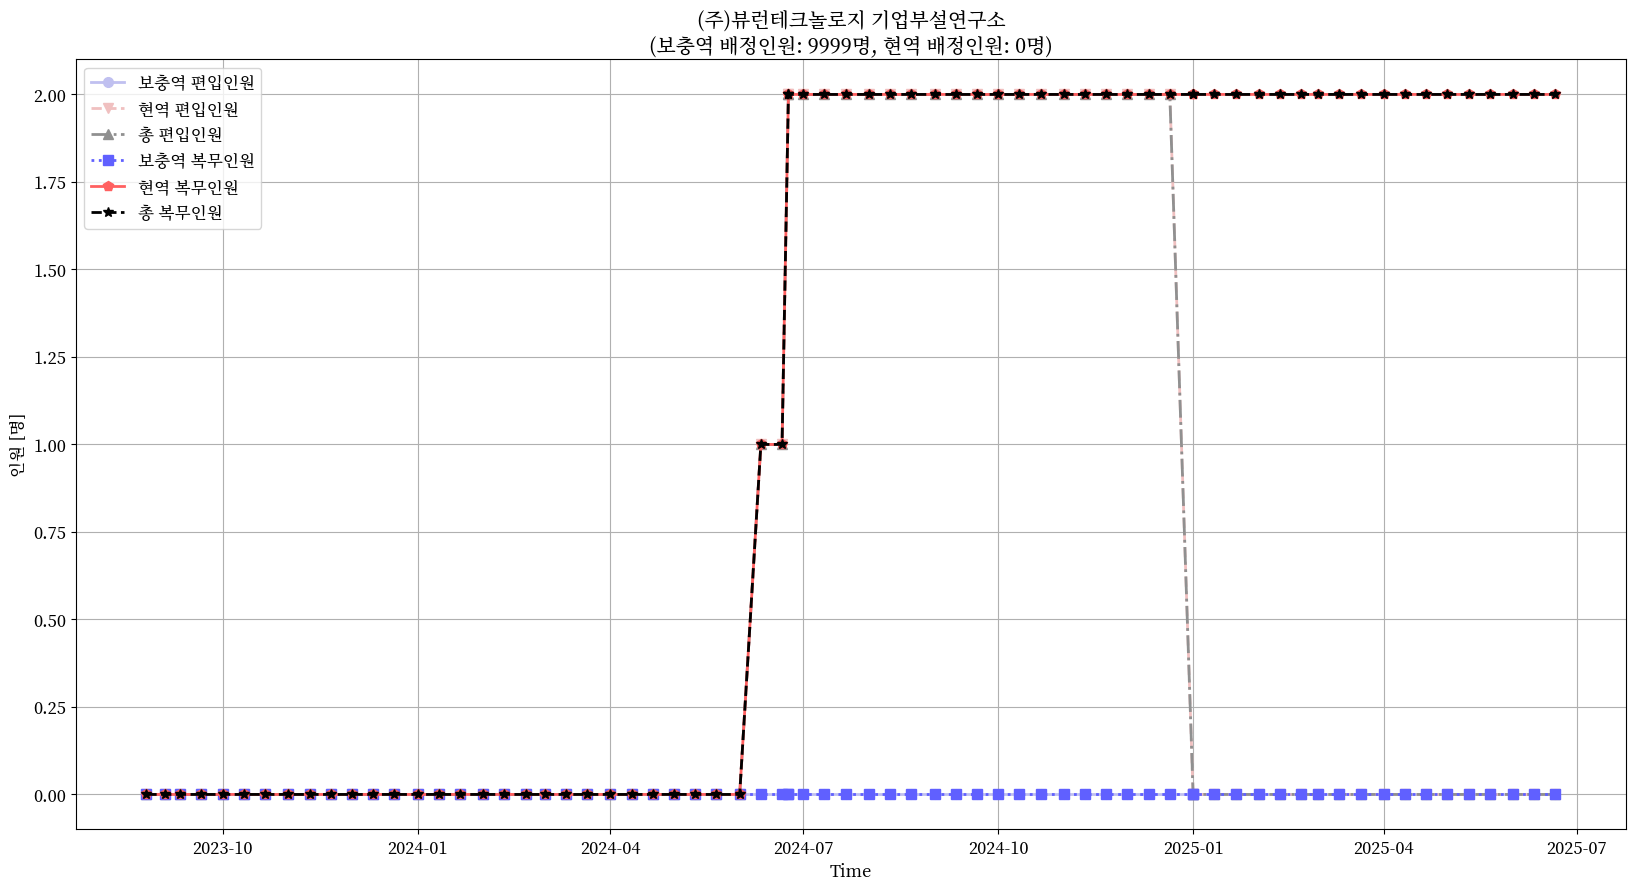 (주)뷰런테크놀로지 기업부설연구소
(보충역 배정인원: 9999명, 현역 배정인원: 0명)
보충역 편입인원
현역 편입인원
총 편입인원
보충역 복무인원
현역 복무인원
총 복무인원
인원 [명]
2.00
1.75
1.50
1.25
1.00
0.75
0.50
0.25
0.00
2023-10
2024-01
2024-04
2024-07
2024-10
2025-01
2025-04
2025-07
Time